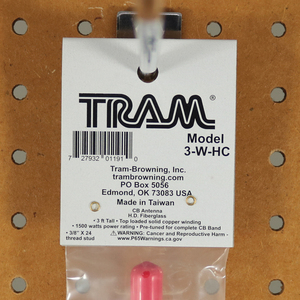 TRAM®
Model
3-W-HC
7 27932 01191 0
Tram-Browning, Inc.
trambrowning.com
PO Box 5056
Edmond, OK 73083 USA
Made in Taiwan
CB Antenna
H.D. Fiberglass
• 3 ft Tall • Top loaded solid copper winding
• 1500 watts power rating • Pre-tuned for complete CB Band
• 3/8" X 24 thread stud
⚠ WARNING: Cancer and Reproductive Harm -
www.P65Warnings.ca.gov